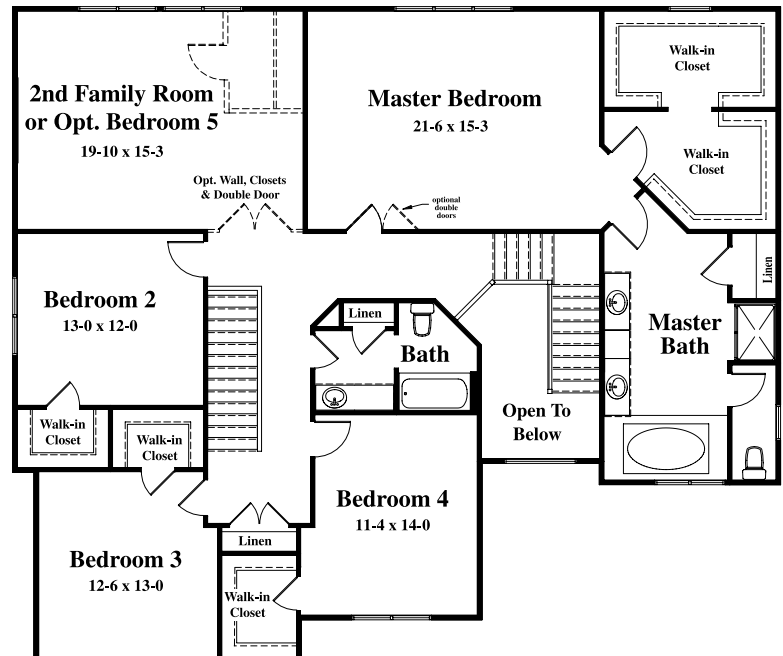 2nd Family Room
or Opt. Bedroom 5
19-10 x 15-3
Opt. Wall, Closets
& Double Door
Master Bedroom
21-6 x 15-3
optional
double
doors
Walk-in
Closet
Walk-in
Closet
Bedroom 2
13-0 x 12-0
Linen
Bath
Linen
Master
Bath
Open To
Below
Walk-in
Closet
Walk-in
Closet
Bedroom 4
11-4 x 14-0
Linen
Bedroom 3
12-6 x 13-0
Walk-in
Closet